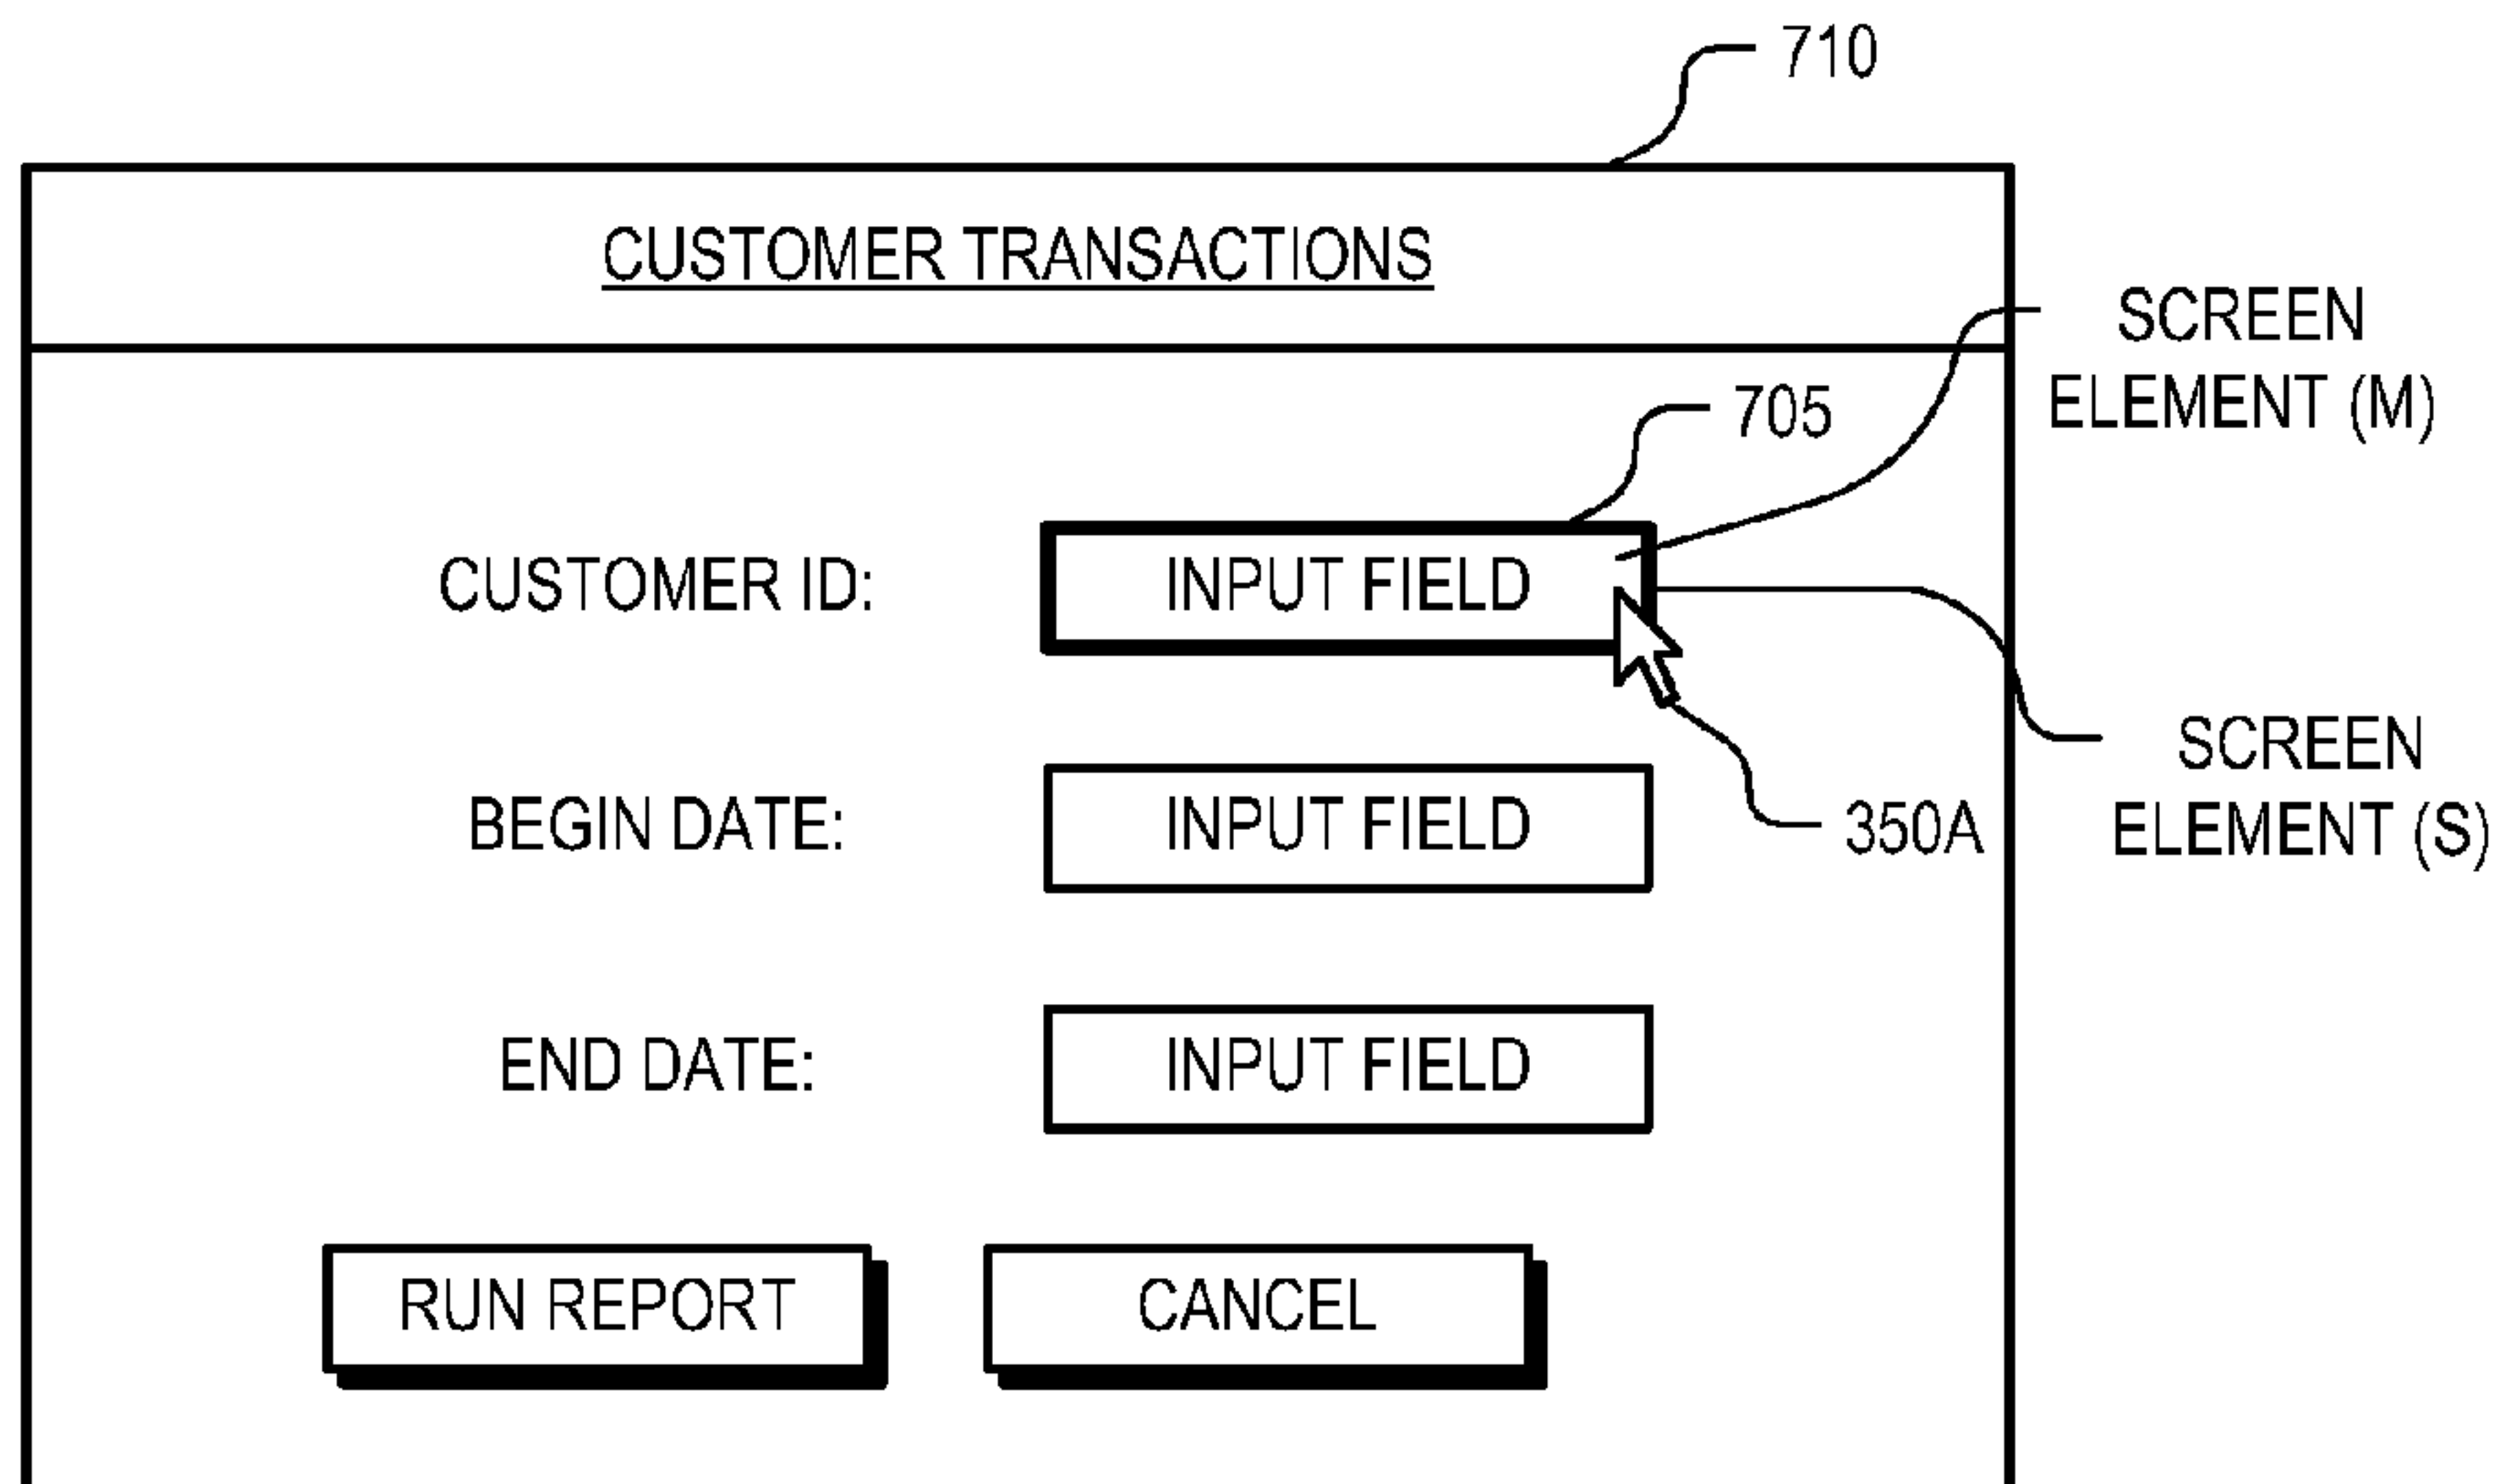 710
CUSTOMER TRANSACTIONS
SCREEN
ELEMENT (M)
705
CUSTOMER ID: INPUT FIELD
SCREEN
ELEMENT (S)
BEGIN DATE: INPUT FIELD
350A
END DATE: INPUT FIELD
RUN REPORT CANCEL